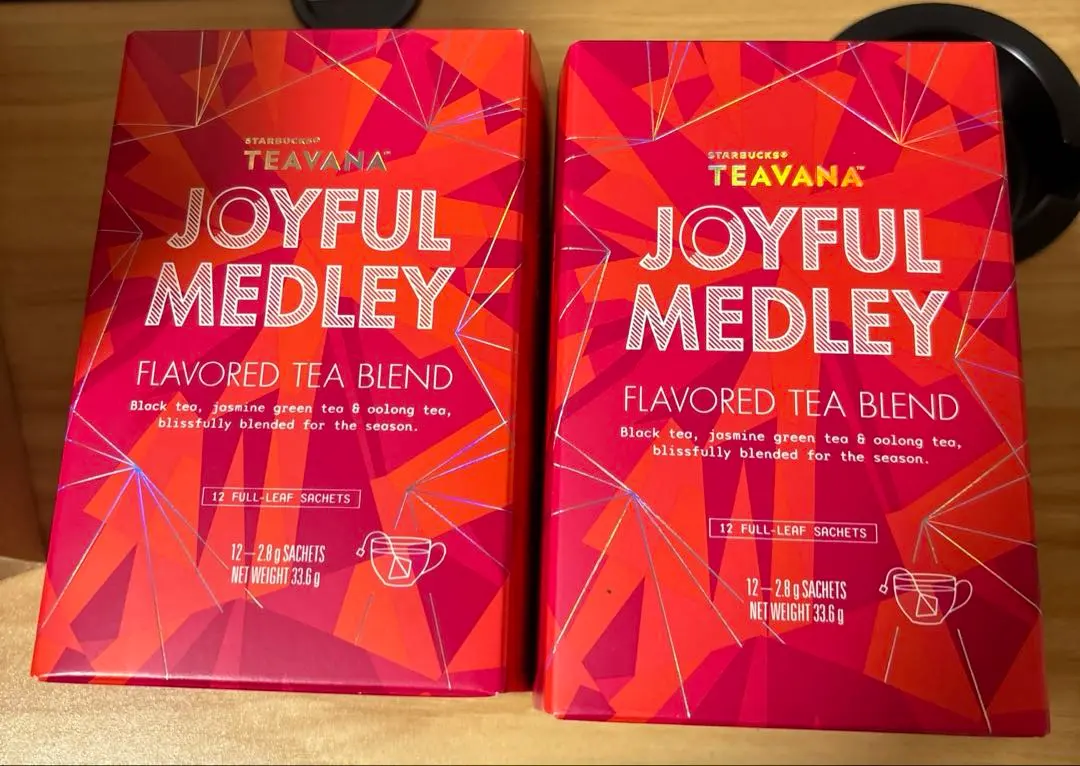 STARBUCKS®
TEAVANA™
JOYFUL
MEDLEY
FLAVORED TEA BLEND
Black tea, jasmine green tea & oolong tea,
blissfully blended for the season.
12 FULL-LEAF SACHETS
12—2.8 g SACHETS
NET WEIGHT 33.6 g
STARBUCKS®
TEAVANA™
JOYFUL
MEDLEY
FLAVORED TEA BLEND
Black tea, jasmine green tea & oolong tea,
blissfully blended for the season.
12 FULL-LEAF SACHETS
12—2.8 g SACHETS
NET WEIGHT 33.6 g